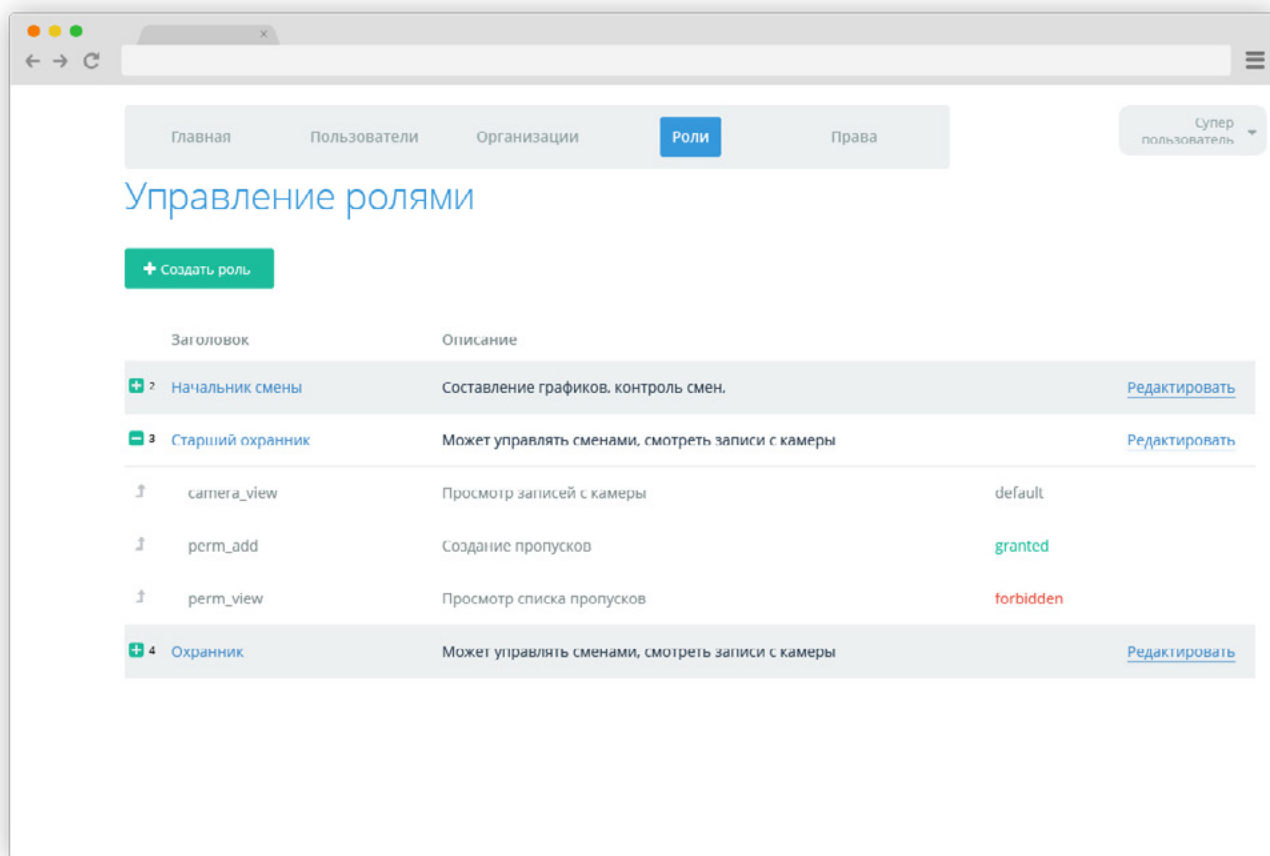 Главная Пользователи Организации Роли Права
Супер
пользователь
Управление ролями
Создать роль
Заголовок Описание
2 Начальник смены Составление графиков, контроль смен. Редактировать
3 Старший охранник Может управлять сменами, смотреть записи с камеры Редактировать
camera_view Просмотр записей с камеры default
perm_add Создание пропусков granted
perm_view Просмотр списка пропусков forbidden
4 Охранник Может управлять сменами, смотреть записи с камеры Редактировать